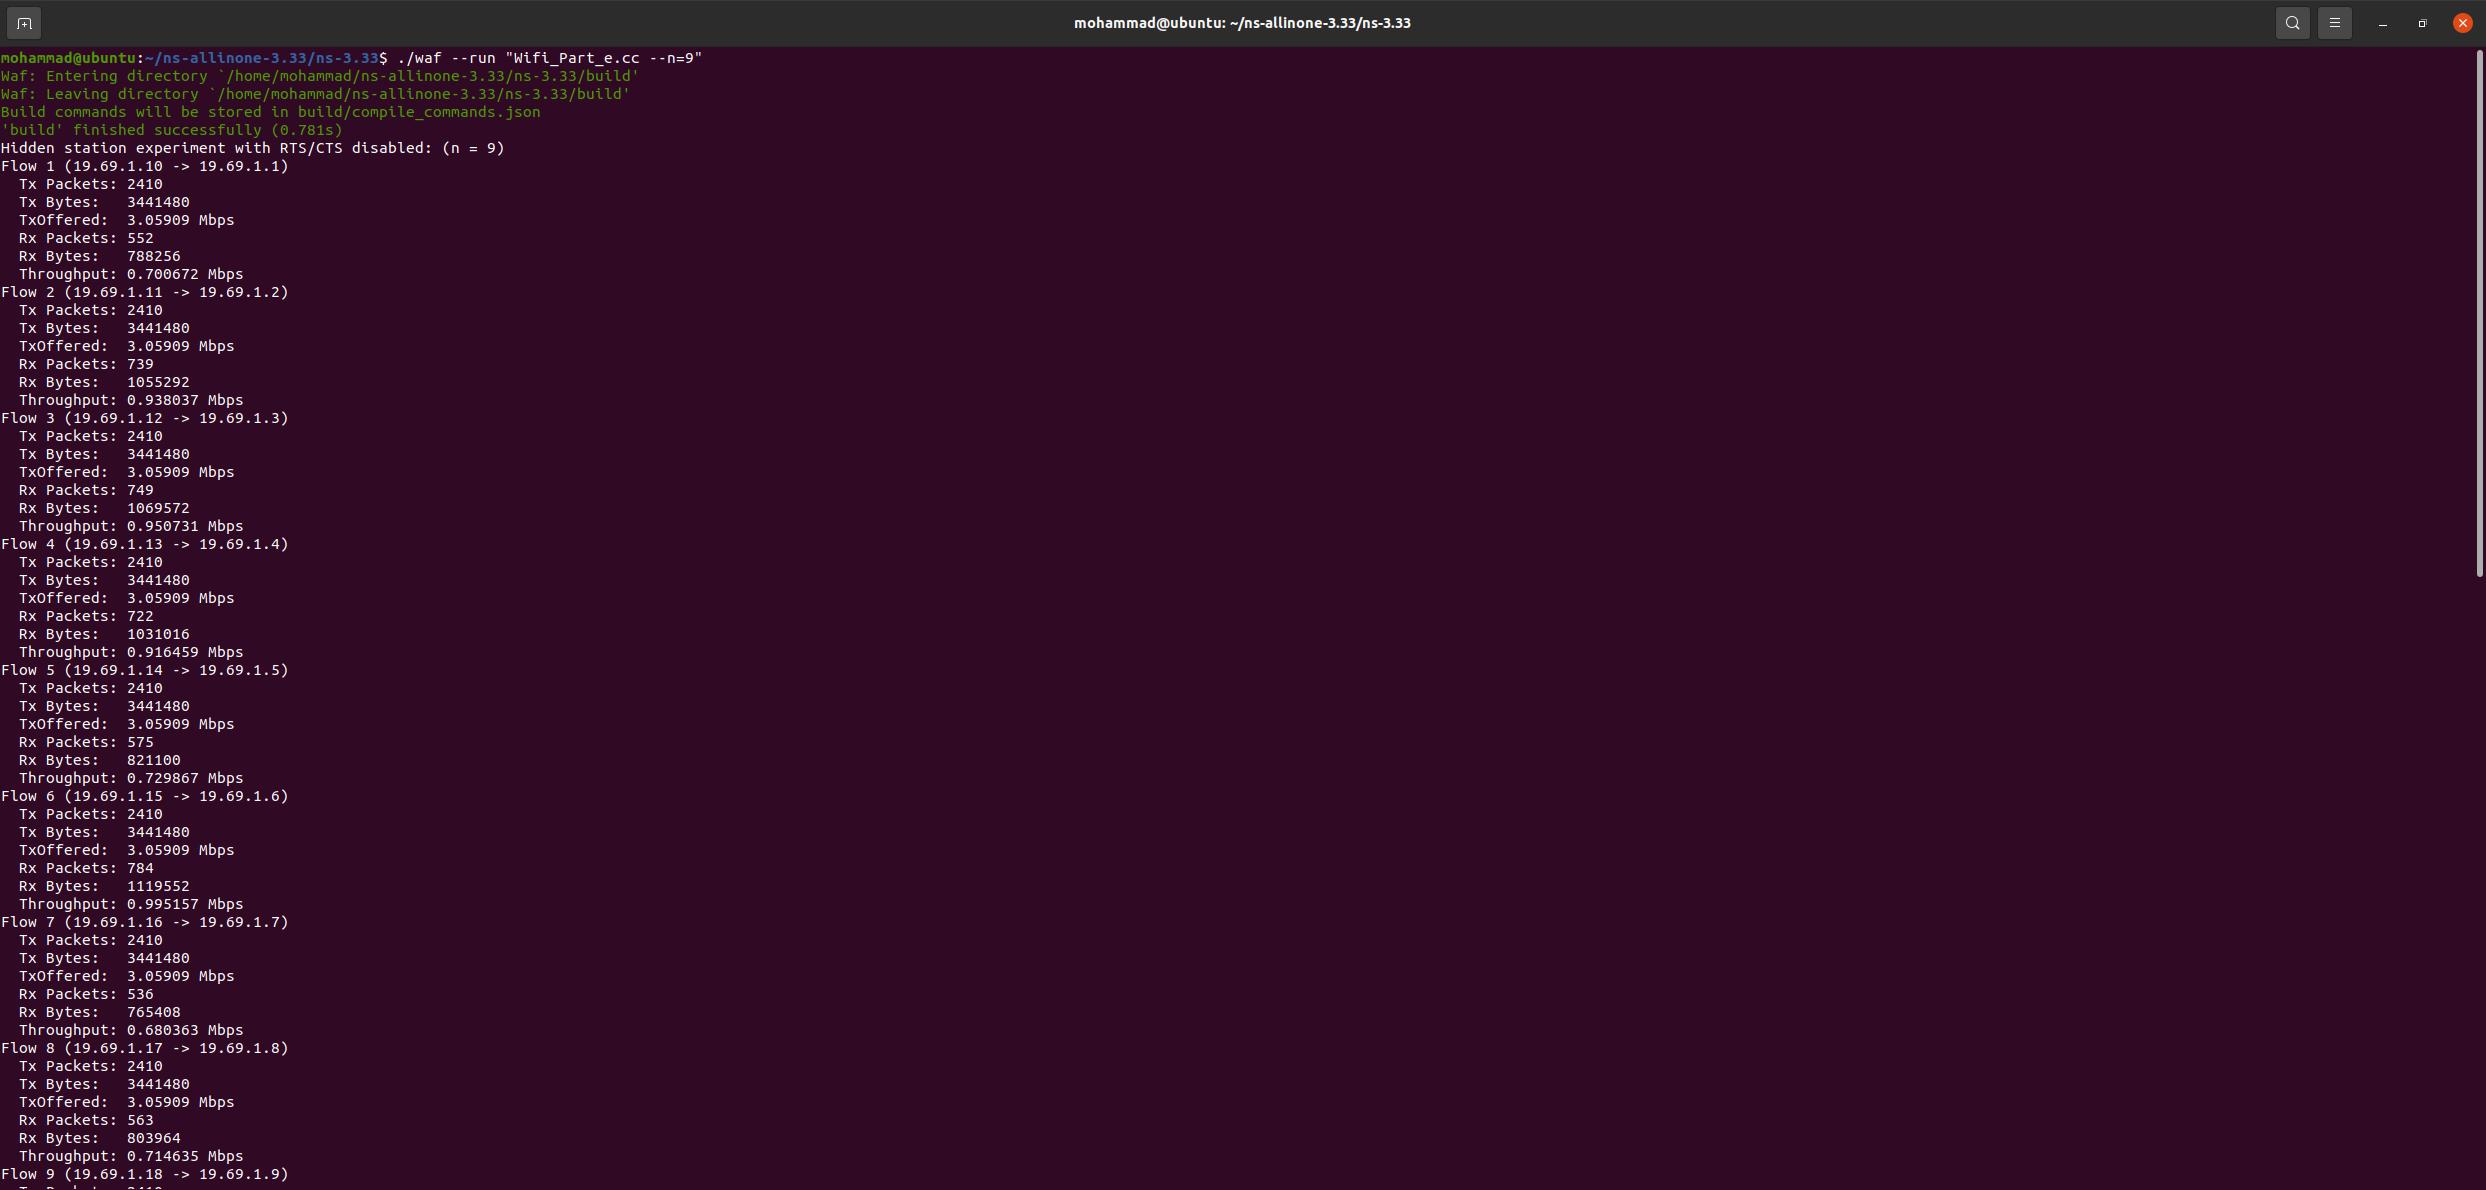 mohammad@ubuntu: ~/ns-allinone-3.33/ns-3.33
mohammad@ubuntu:~/ns-allinone-3.33/ns-3.33$ ./waf --run "Wifi_Part_e.cc --n=9"
Waf: Entering directory `/home/mohammad/ns-allinone-3.33/ns-3.33/build'
Waf: Leaving directory `/home/mohammad/ns-allinone-3.33/ns-3.33/build'
Build commands will be stored in build/compile_commands.json
'build' finished successfully (0.781s)
Hidden station experiment with RTS/CTS disabled: (n = 9)
Flow 1 (19.69.1.10 -> 19.69.1.1)
  Tx Packets: 2410
  Tx Bytes:   3441480
  TxOffered:  3.05909 Mbps
  Rx Packets: 552
  Rx Bytes:   788256
  Throughput: 0.700672 Mbps
Flow 2 (19.69.1.11 -> 19.69.1.2)
  Tx Packets: 2410
  Tx Bytes:   3441480
  TxOffered:  3.05909 Mbps
  Rx Packets: 739
  Rx Bytes:   1055292
  Throughput: 0.938037 Mbps
Flow 3 (19.69.1.12 -> 19.69.1.3)
  Tx Packets: 2410
  Tx Bytes:   3441480
  TxOffered:  3.05909 Mbps
  Rx Packets: 749
  Rx Bytes:   1069572
  Throughput: 0.950731 Mbps
Flow 4 (19.69.1.13 -> 19.69.1.4)
  Tx Packets: 2410
  Tx Bytes:   3441480
  TxOffered:  3.05909 Mbps
  Rx Packets: 722
  Rx Bytes:   1031016
  Throughput: 0.916459 Mbps
Flow 5 (19.69.1.14 -> 19.69.1.5)
  Tx Packets: 2410
  Tx Bytes:   3441480
  TxOffered:  3.05909 Mbps
  Rx Packets: 575
  Rx Bytes:   821100
  Throughput: 0.729867 Mbps
Flow 6 (19.69.1.15 -> 19.69.1.6)
  Tx Packets: 2410
  Tx Bytes:   3441480
  TxOffered:  3.05909 Mbps
  Rx Packets: 784
  Rx Bytes:   1119552
  Throughput: 0.995157 Mbps
Flow 7 (19.69.1.16 -> 19.69.1.7)
  Tx Packets: 2410
  Tx Bytes:   3441480
  TxOffered:  3.05909 Mbps
  Rx Packets: 536
  Rx Bytes:   765408
  Throughput: 0.680363 Mbps
Flow 8 (19.69.1.17 -> 19.69.1.8)
  Tx Packets: 2410
  Tx Bytes:   3441480
  TxOffered:  3.05909 Mbps
  Rx Packets: 563
  Rx Bytes:   803964
  Throughput: 0.714635 Mbps
Flow 9 (19.69.1.18 -> 19.69.1.9)